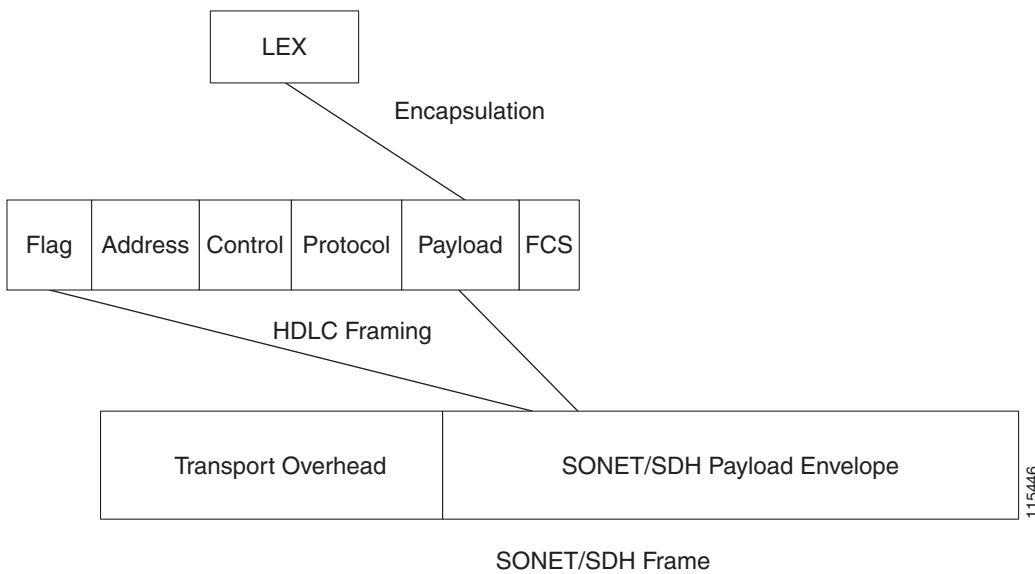 LEX
Encapsulation
Flag Address Control Protocol Payload FCS
HDLC Framing
Transport Overhead SONET/SDH Payload Envelope
115446
SONET/SDH Frame